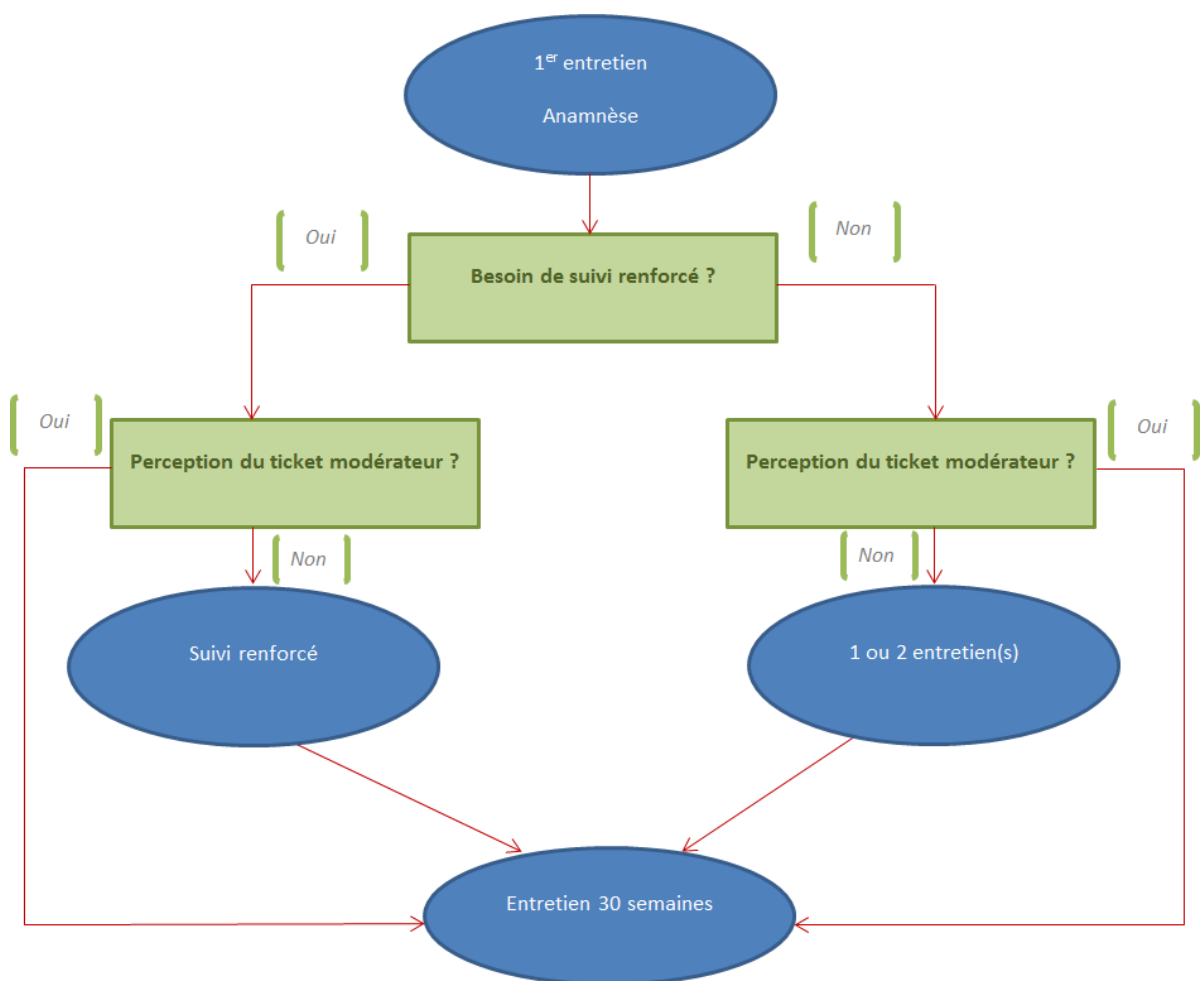 1er entretien
Anamnèse
Oui
Non
Besoin de suivi renforcé ?
Oui
Oui
Perception du ticket modérateur ?
Perception du ticket modérateur ?
Non
Non
Suivi renforcé
1 ou 2 entretien(s)
Entretien 30 semaines